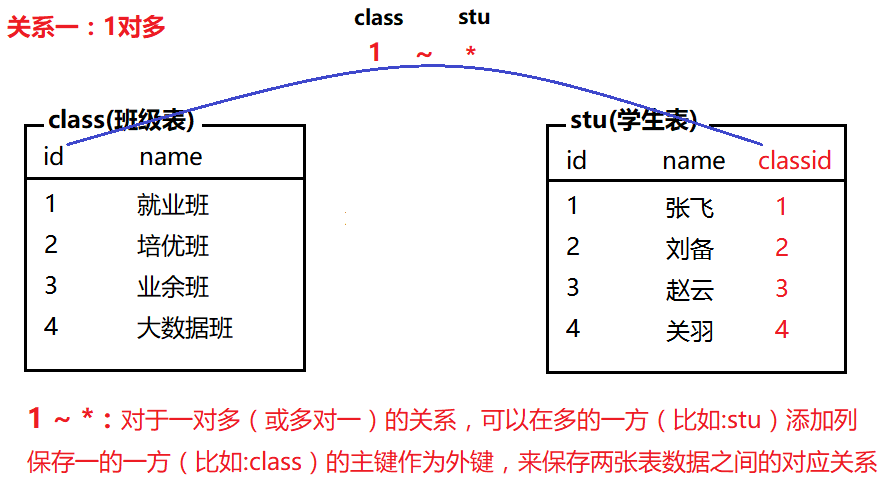 关系一：1对多
class stu
1 ~ *
class(班级表) stu(学生表)
id name id name classid
1 就业班 1 张飞 1
2 培优班 2 刘备 2
3 业余班 3 赵云 3
4 大数据班 4 关羽 4
1 ~ *：对于一对多（或多对一）的关系，可以在多的一方（比如:stu）添加列
保存一的一方（比如:class）的主键作为外键，来保存两张表数据之间的对应关系